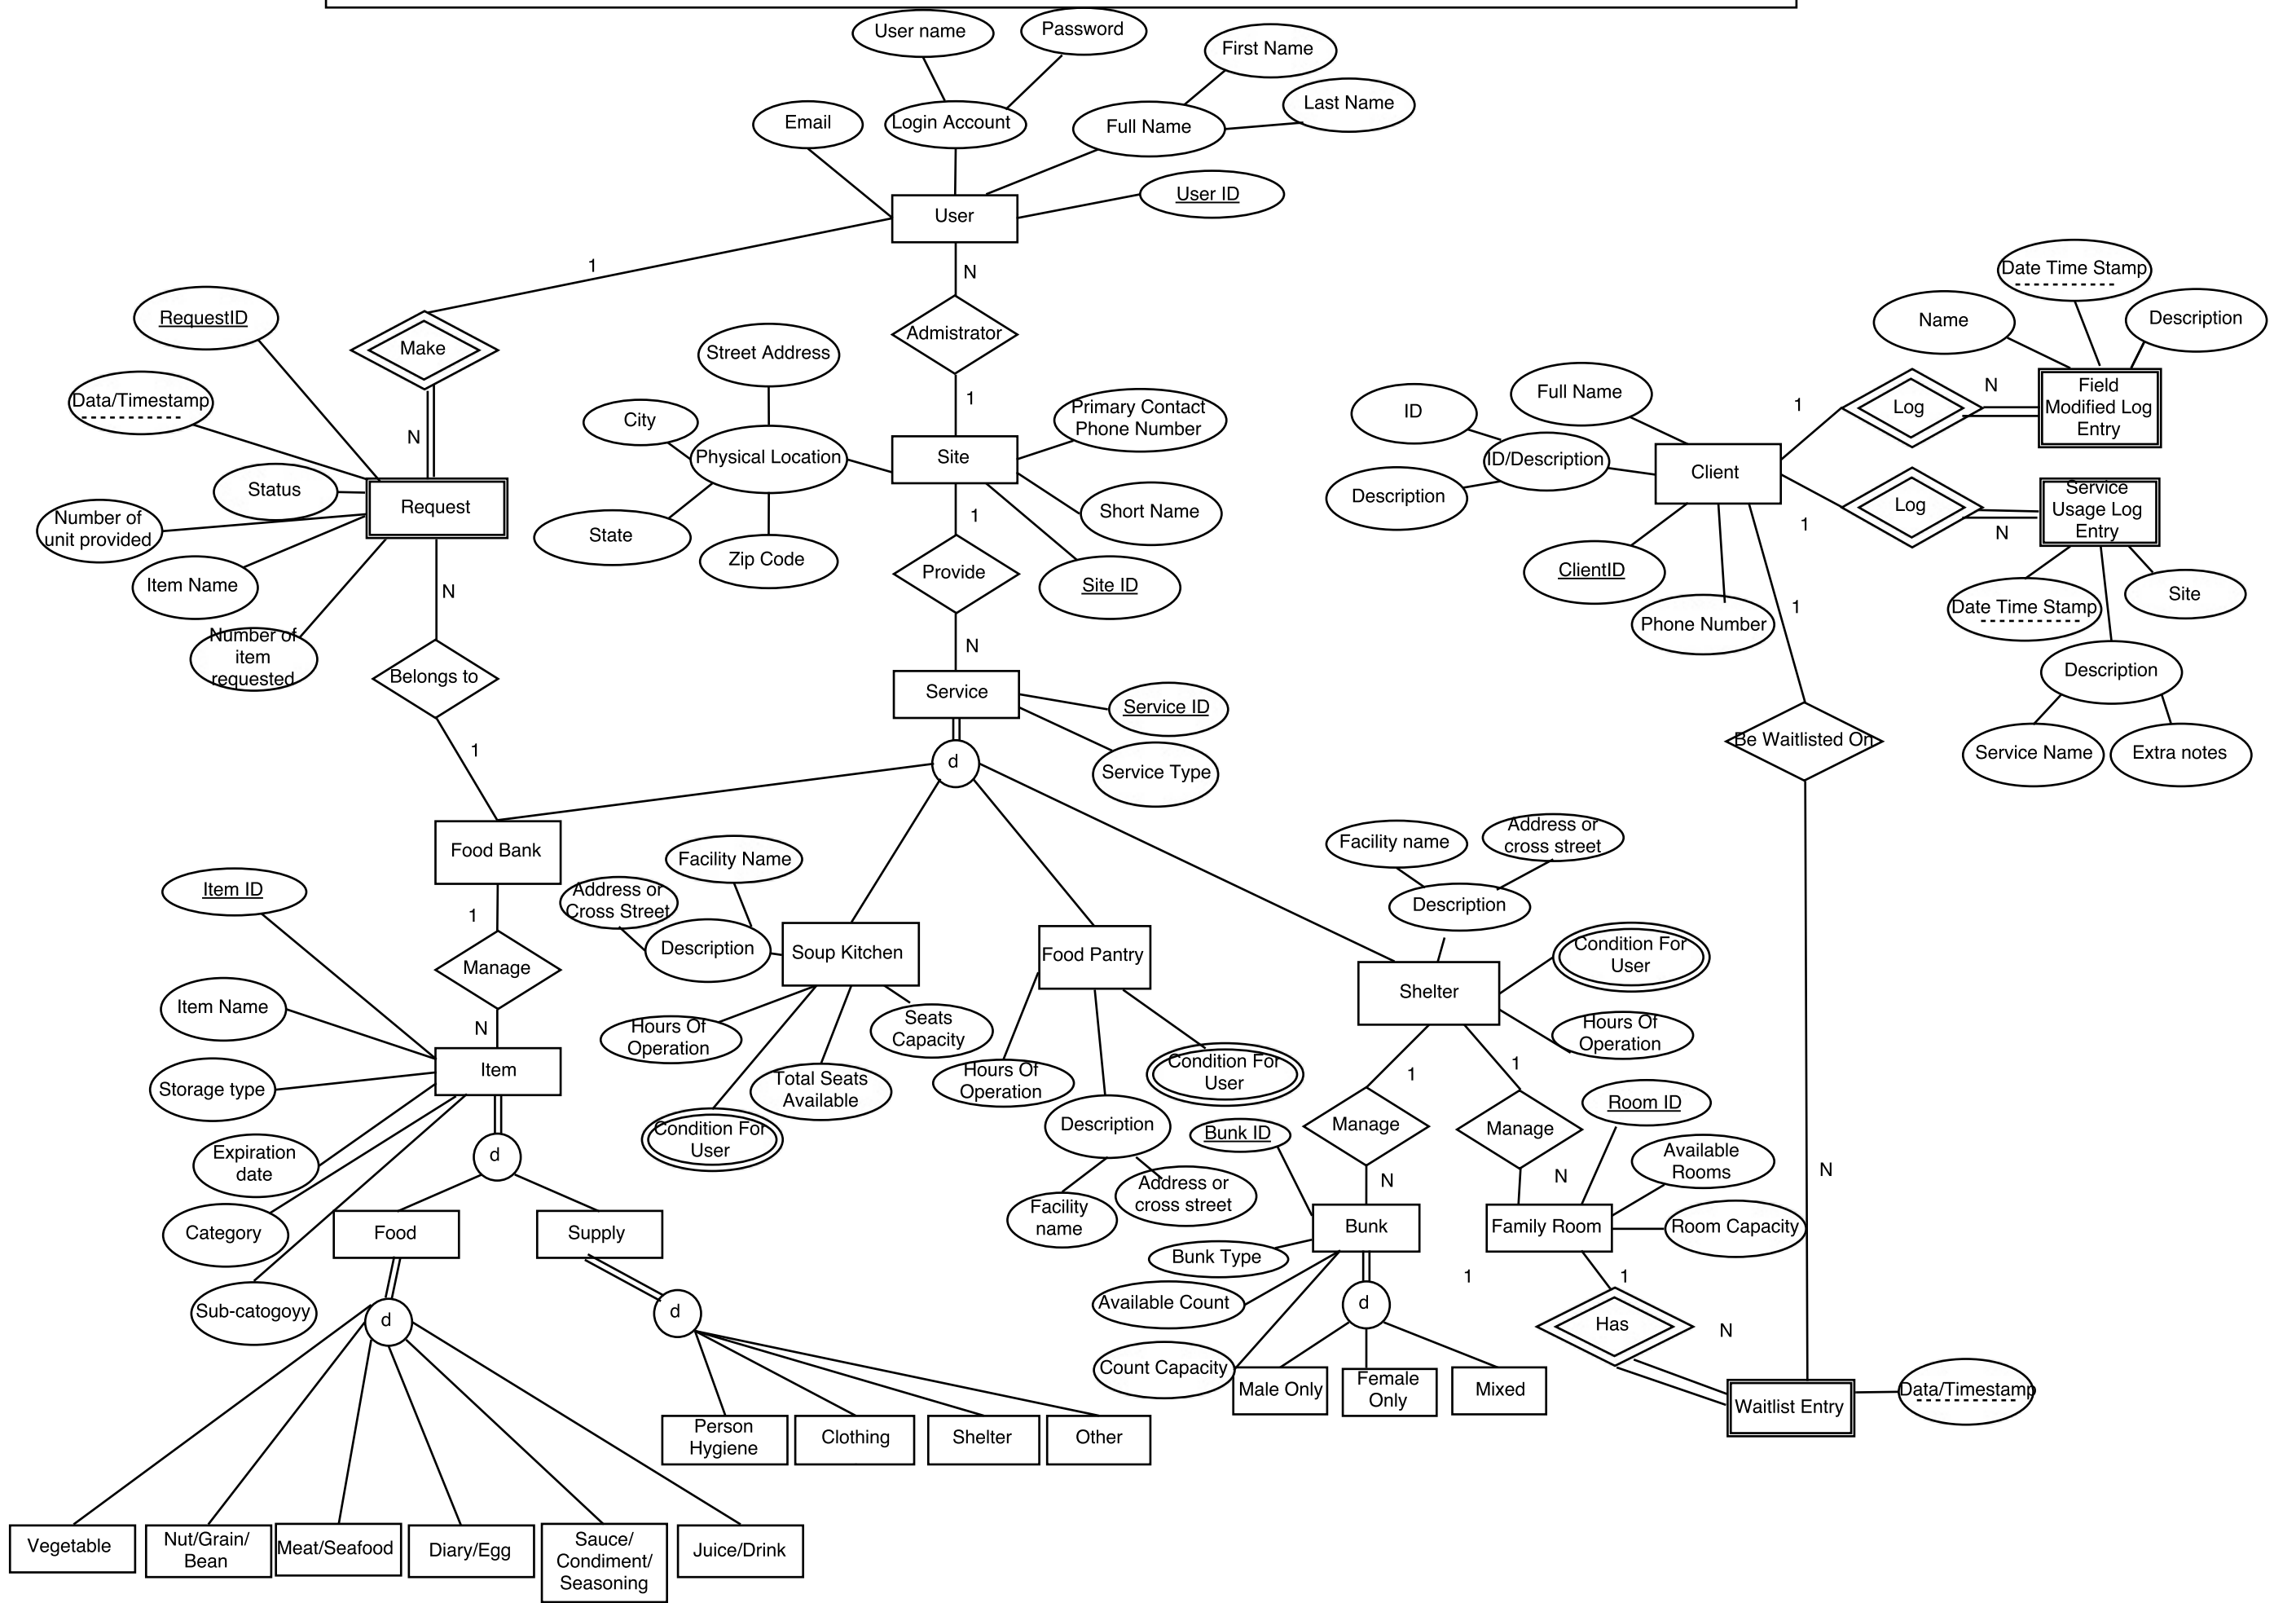 User name
Password
First Name
Last Name
Email
Login Account
Full Name
User ID
User
1
N
RequestID
Make
Admistrator
Street Address
Data/Timestamp
City
1
Primary Contact
Phone Number
N
Physical Location
Site
Status
Request
Short Name
Number of
unit provided
State
1
Zip Code
Provide
Site ID
Item Name
N
Number of
item
requested
Belongs to
N
Service
Service ID
Service Type
1
d
Date Time Stamp
Name
Description
Full Name
ID
1
Log
N
Field
Modified Log
Entry
ID/Description
Client
Description
1
Log
N
Service
Usage Log
Entry
ClientID
Phone Number
1
Date Time Stamp
Site
Description
Be Waitlisted On
Service Name
Extra notes
Food Bank
Item ID
1
Manage
Item Name
N
Item
Storage type
Expiration
date
d
Category
Food
Supply
Sub-catogoyy
d
d
Facility Name
Address or
Cross Street
Description
Soup Kitchen
Hours Of
Operation
Seats
Capacity
Total Seats
Available
Condition For
User
Food Pantry
Hours Of
Operation
Condition For
User
Description
Facility
name
Address or
cross street
Facility name
Address or
cross street
Description
Condition For
User
Shelter
Hours Of
Operation
1
1
Manage
Manage
Room ID
Bunk ID
Available
Rooms
N
N
N
Bunk
Family Room
Room Capacity
Bunk Type
Available Count
d
1
1
Has
N
Count Capacity
Male Only
Female
Only
Mixed
Waitlist Entry
Data/Timestamp
Person
Hygiene
Clothing
Shelter
Other
Vegetable
Nut/Grain/
Bean
Meat/Seafood
Diary/Egg
Sauce/
Condiment/
Seasoning
Juice/Drink